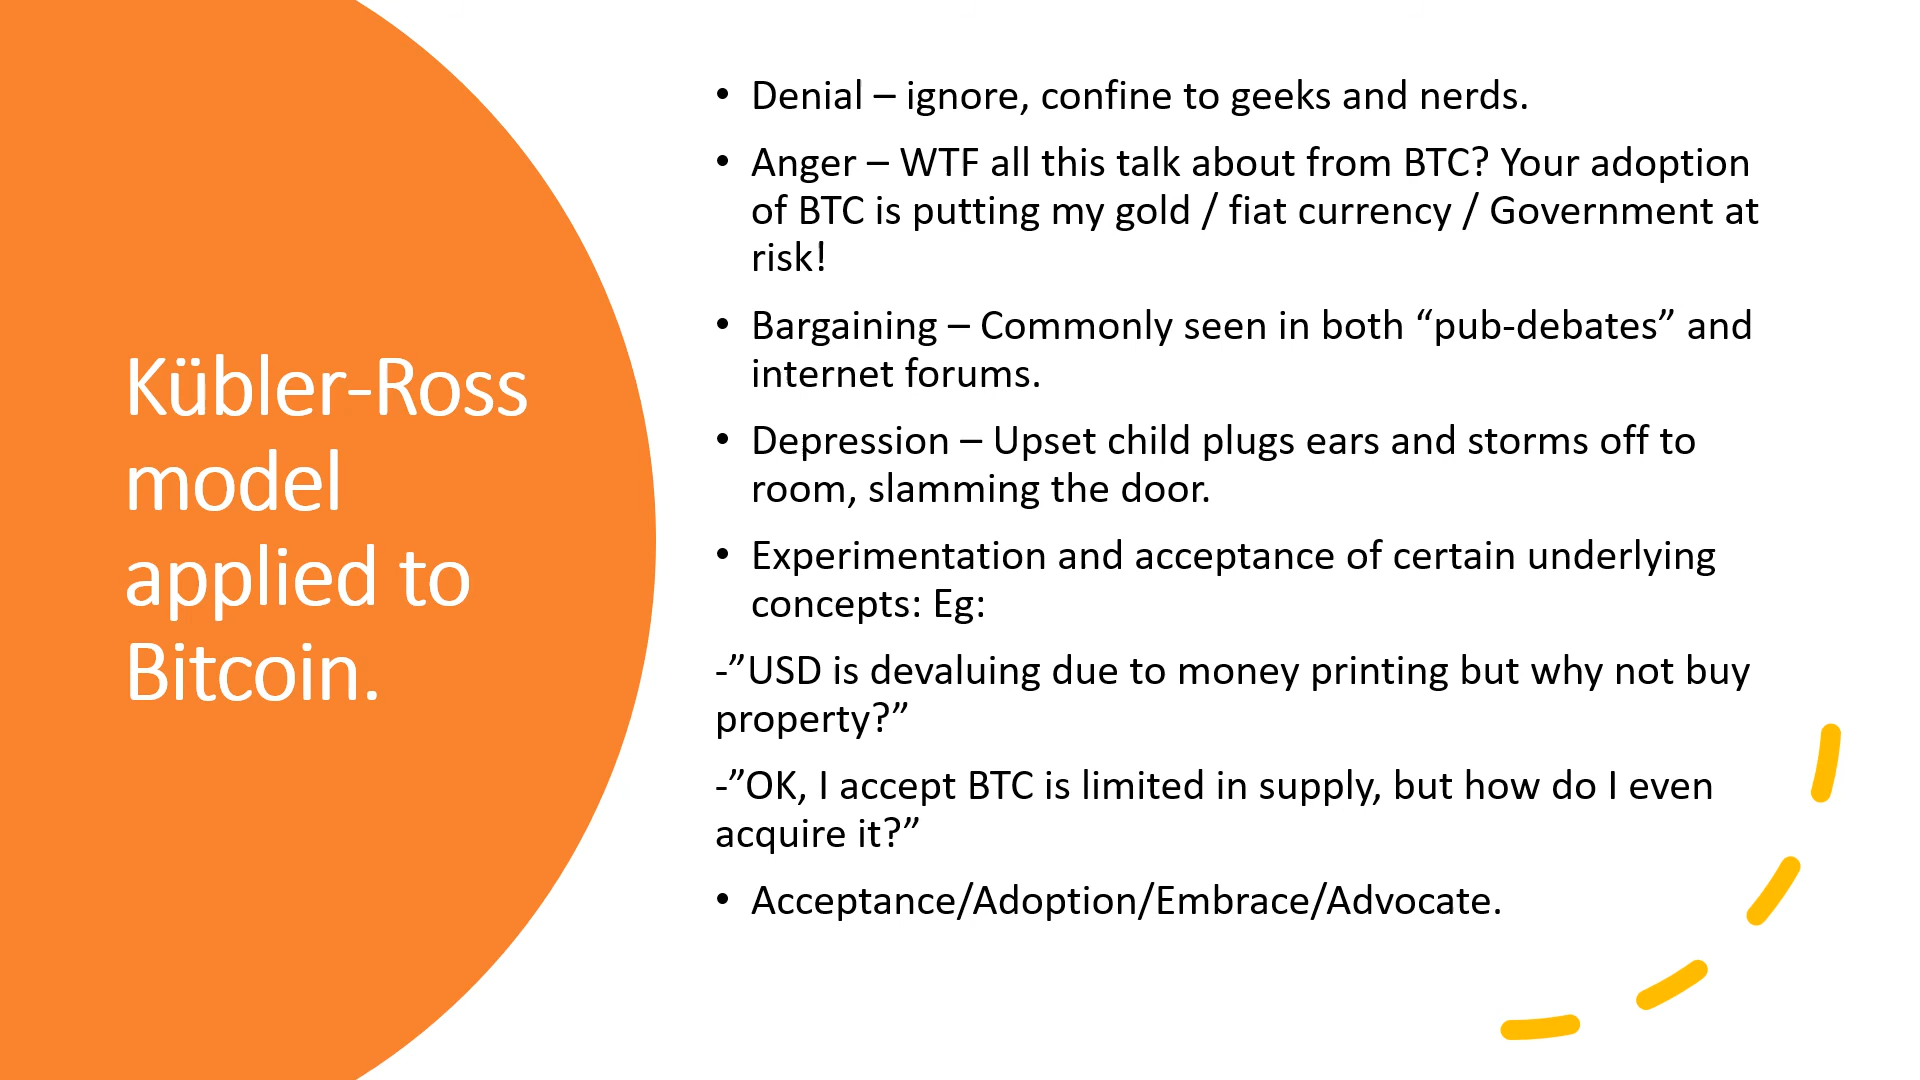 Kübler-Ross
model
applied to
Bitcoin.
• Denial – ignore, confine to geeks and nerds.
• Anger – WTF all this talk about from BTC? Your adoption
of BTC is putting my gold / fiat currency / Government at
risk!
• Bargaining – Commonly seen in both “pub-debates” and
internet forums.
• Depression – Upset child plugs ears and storms off to
room, slamming the door.
• Experimentation and acceptance of certain underlying
concepts: Eg:
-”USD is devaluing due to money printing but why not buy
property?”
-”OK, I accept BTC is limited in supply, but how do I even
acquire it?”
• Acceptance/Adoption/Embrace/Advocate.